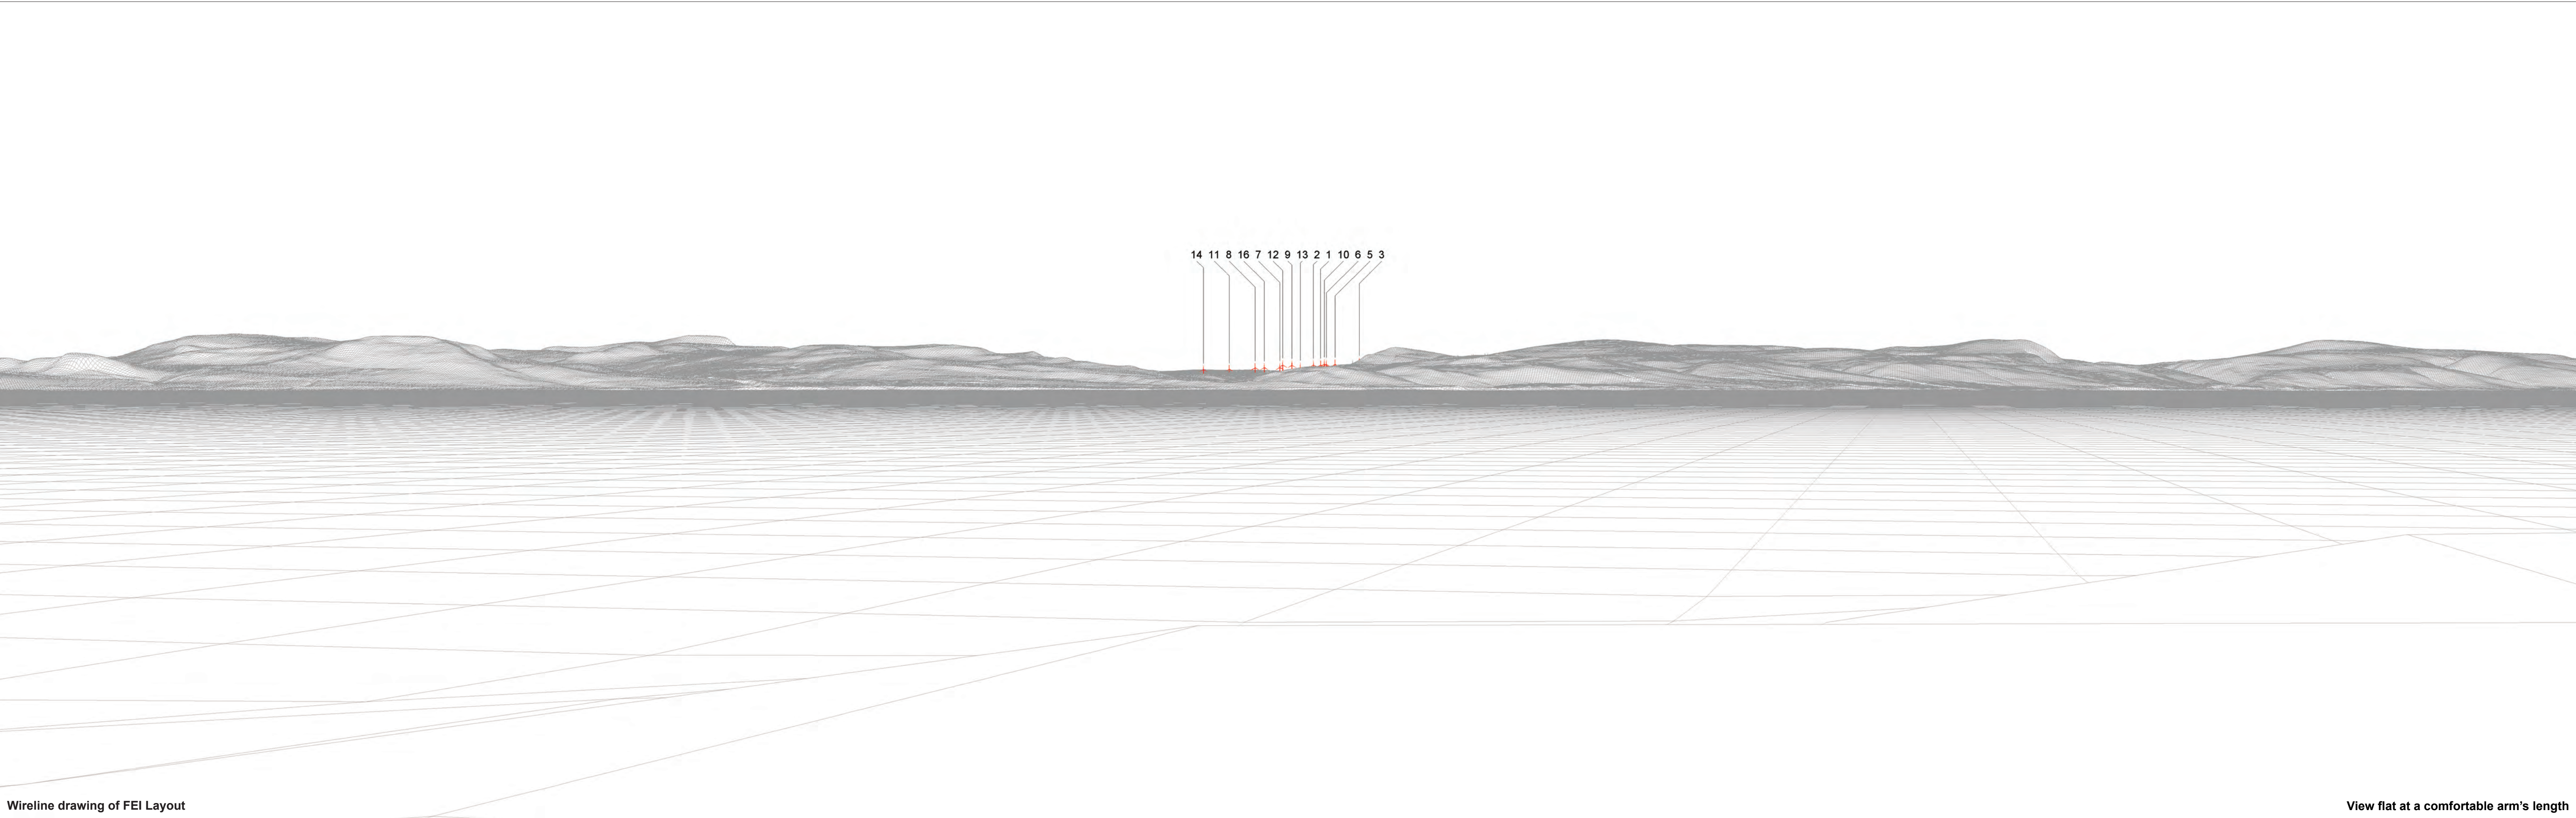 14 11 8 16 7 12 9 13 2 1 10 6 5 3
Wireline drawing of FEI Layout
View flat at a comfortable arm's length